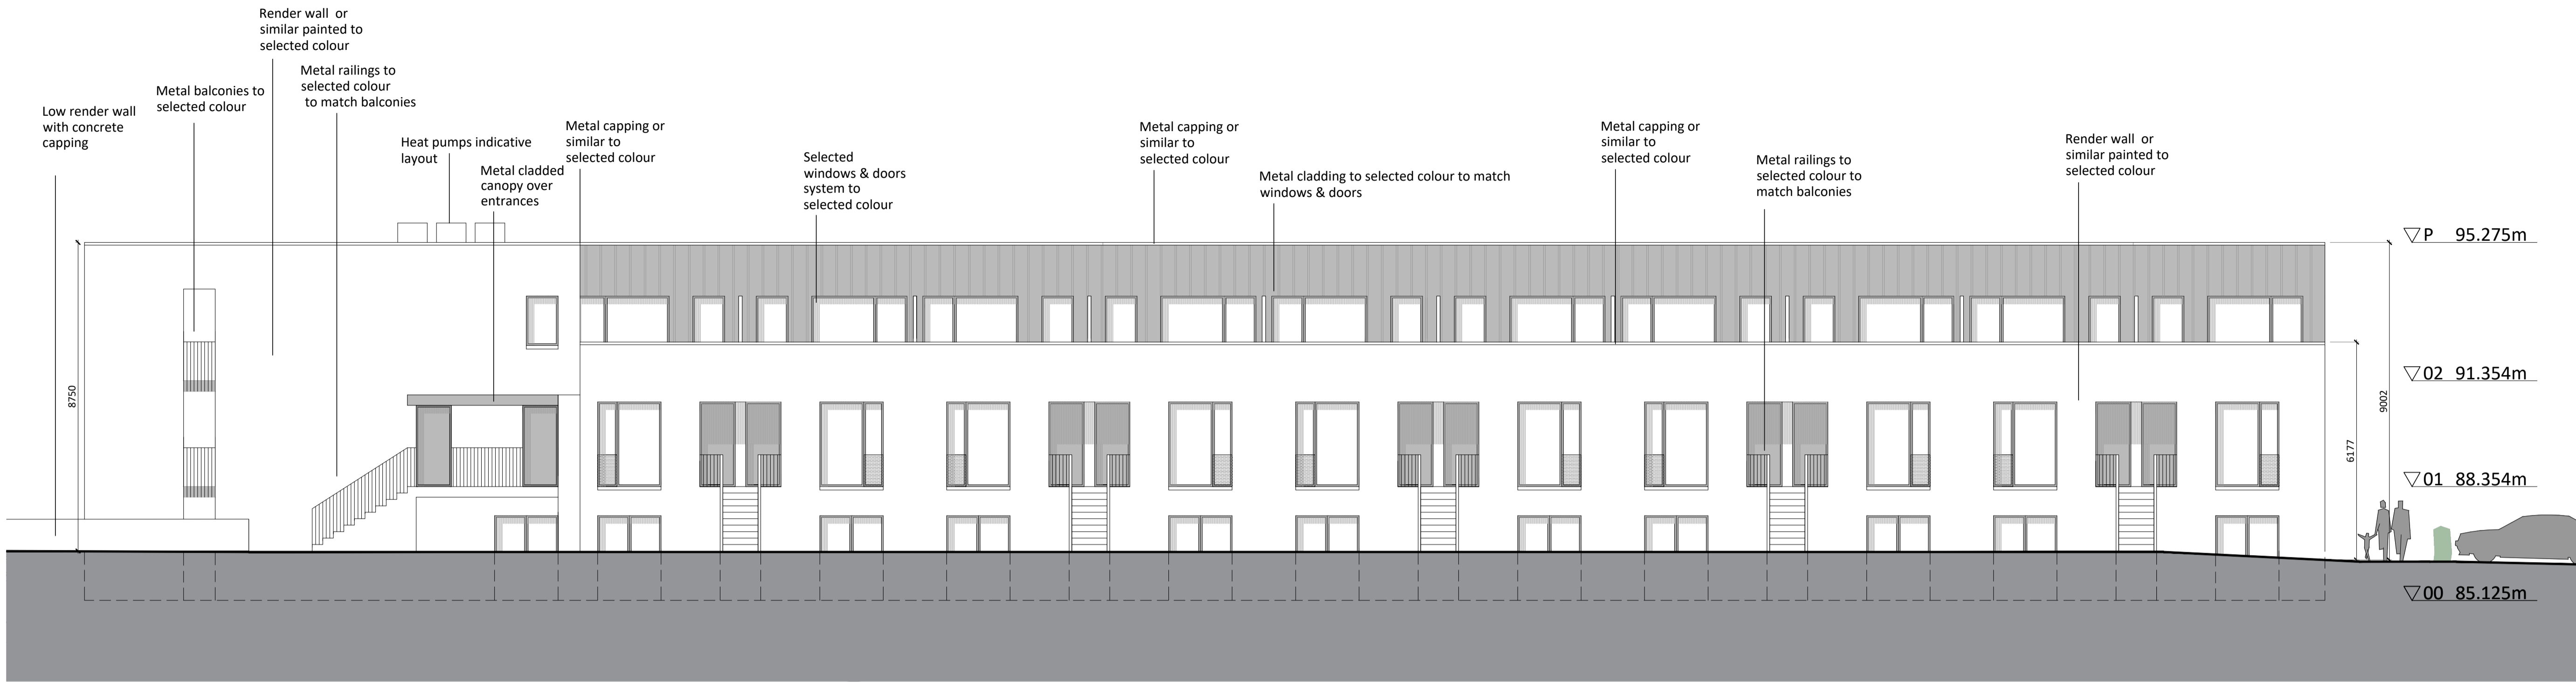 Render wall  or
similar painted to
selected colour
Metal railings to
selected colour
to match balconies
Metal balconies to
selected colour
Low render wall
with concrete
capping
Heat pumps indicative
layout
Metal cladded
canopy over
entrances
Metal capping or
similar to
selected colour
Selected
windows & doors
system to
selected colour
Metal capping or
similar to
selected colour
Metal cladding to selected colour to match
windows & doors
Metal capping or
similar to
selected colour
Metal railings to
selected colour to
match balconies
Render wall  or
similar painted to
selected colour
8750
6177
9002
P 95.275m
02 91.354m
01 88.354m
00 85.125m